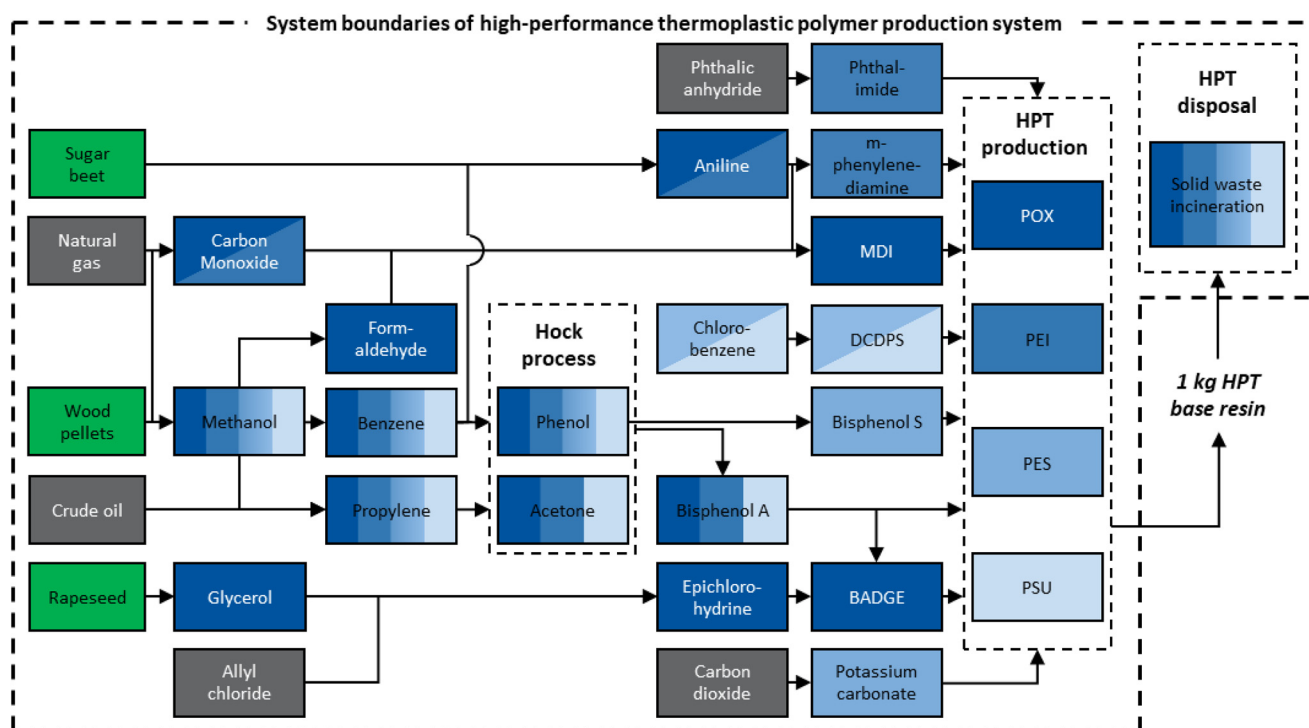 System boundaries of high-performance thermoplastic polymer production system
Phthalic
anhydride
Phthal-
imide
HPT
disposal
HPT
production
Sugar
beet
Aniline
m-
phenylene-
diamine
Solid waste
incineration
POX
Natural
gas
Carbon
Monoxide
MDI
Form-
aldehyde
Hock
process
Chloro-
benzene
DCDPS
PEI
1 kg HPT
base resin
Wood
pellets
Methanol
Benzene
Phenol
Bisphenol S
PES
Crude oil
Propylene
Acetone
Bisphenol A
Rapeseed
Glycerol
Epichloro-
hydrine
BADGE
PSU
Allyl
chloride
Carbon
dioxide
Potassium
carbonate